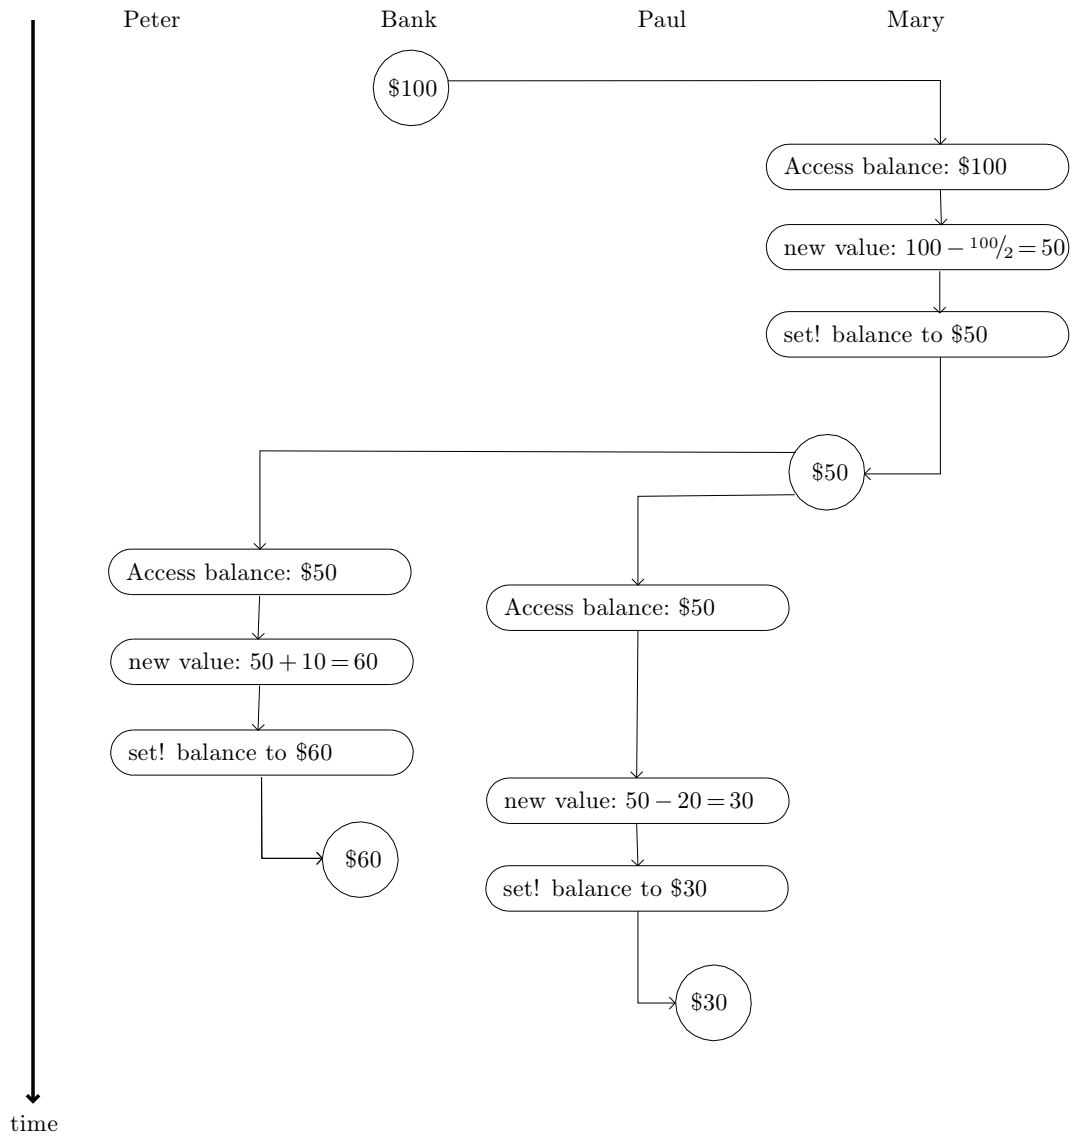 Peter Bank Paul Mary
$100
Access balance: $100
new value: 100 − 100/2 = 50
set! balance to $50
$50
Access balance: $50
Access balance: $50
new value: 50 + 10 = 60
set! balance to $60
new value: 50 − 20 = 30
$60
set! balance to $30
$30
time